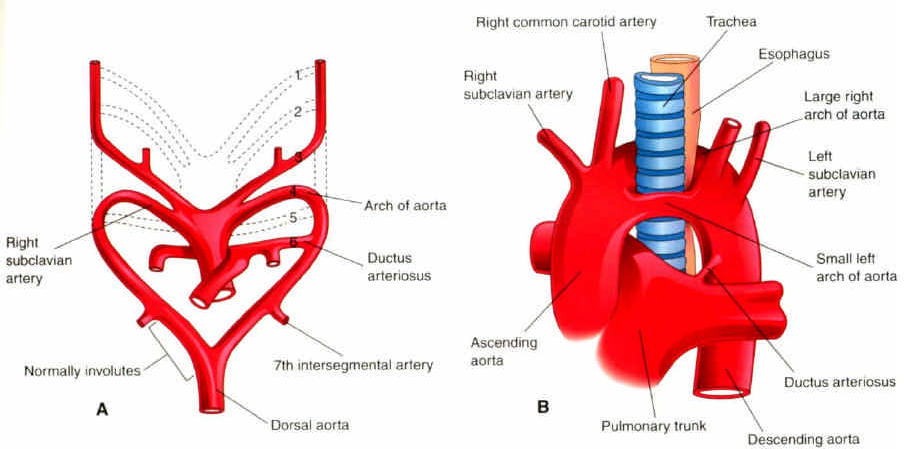 1
2
3
4
5
6
Arch of aorta
Ductus
arteriosus
Right
subclavian
artery
Normally involutes
7th intersegmental artery
Dorsal aorta
A
Right common carotid artery
Trachea
Esophagus
Right
subclavian artery
Large right
arch of aorta
Left
subclavian
artery
Small left
arch of aorta
Ascending
aorta
Ductus arteriosus
Pulmonary trunk
Descending aorta
B